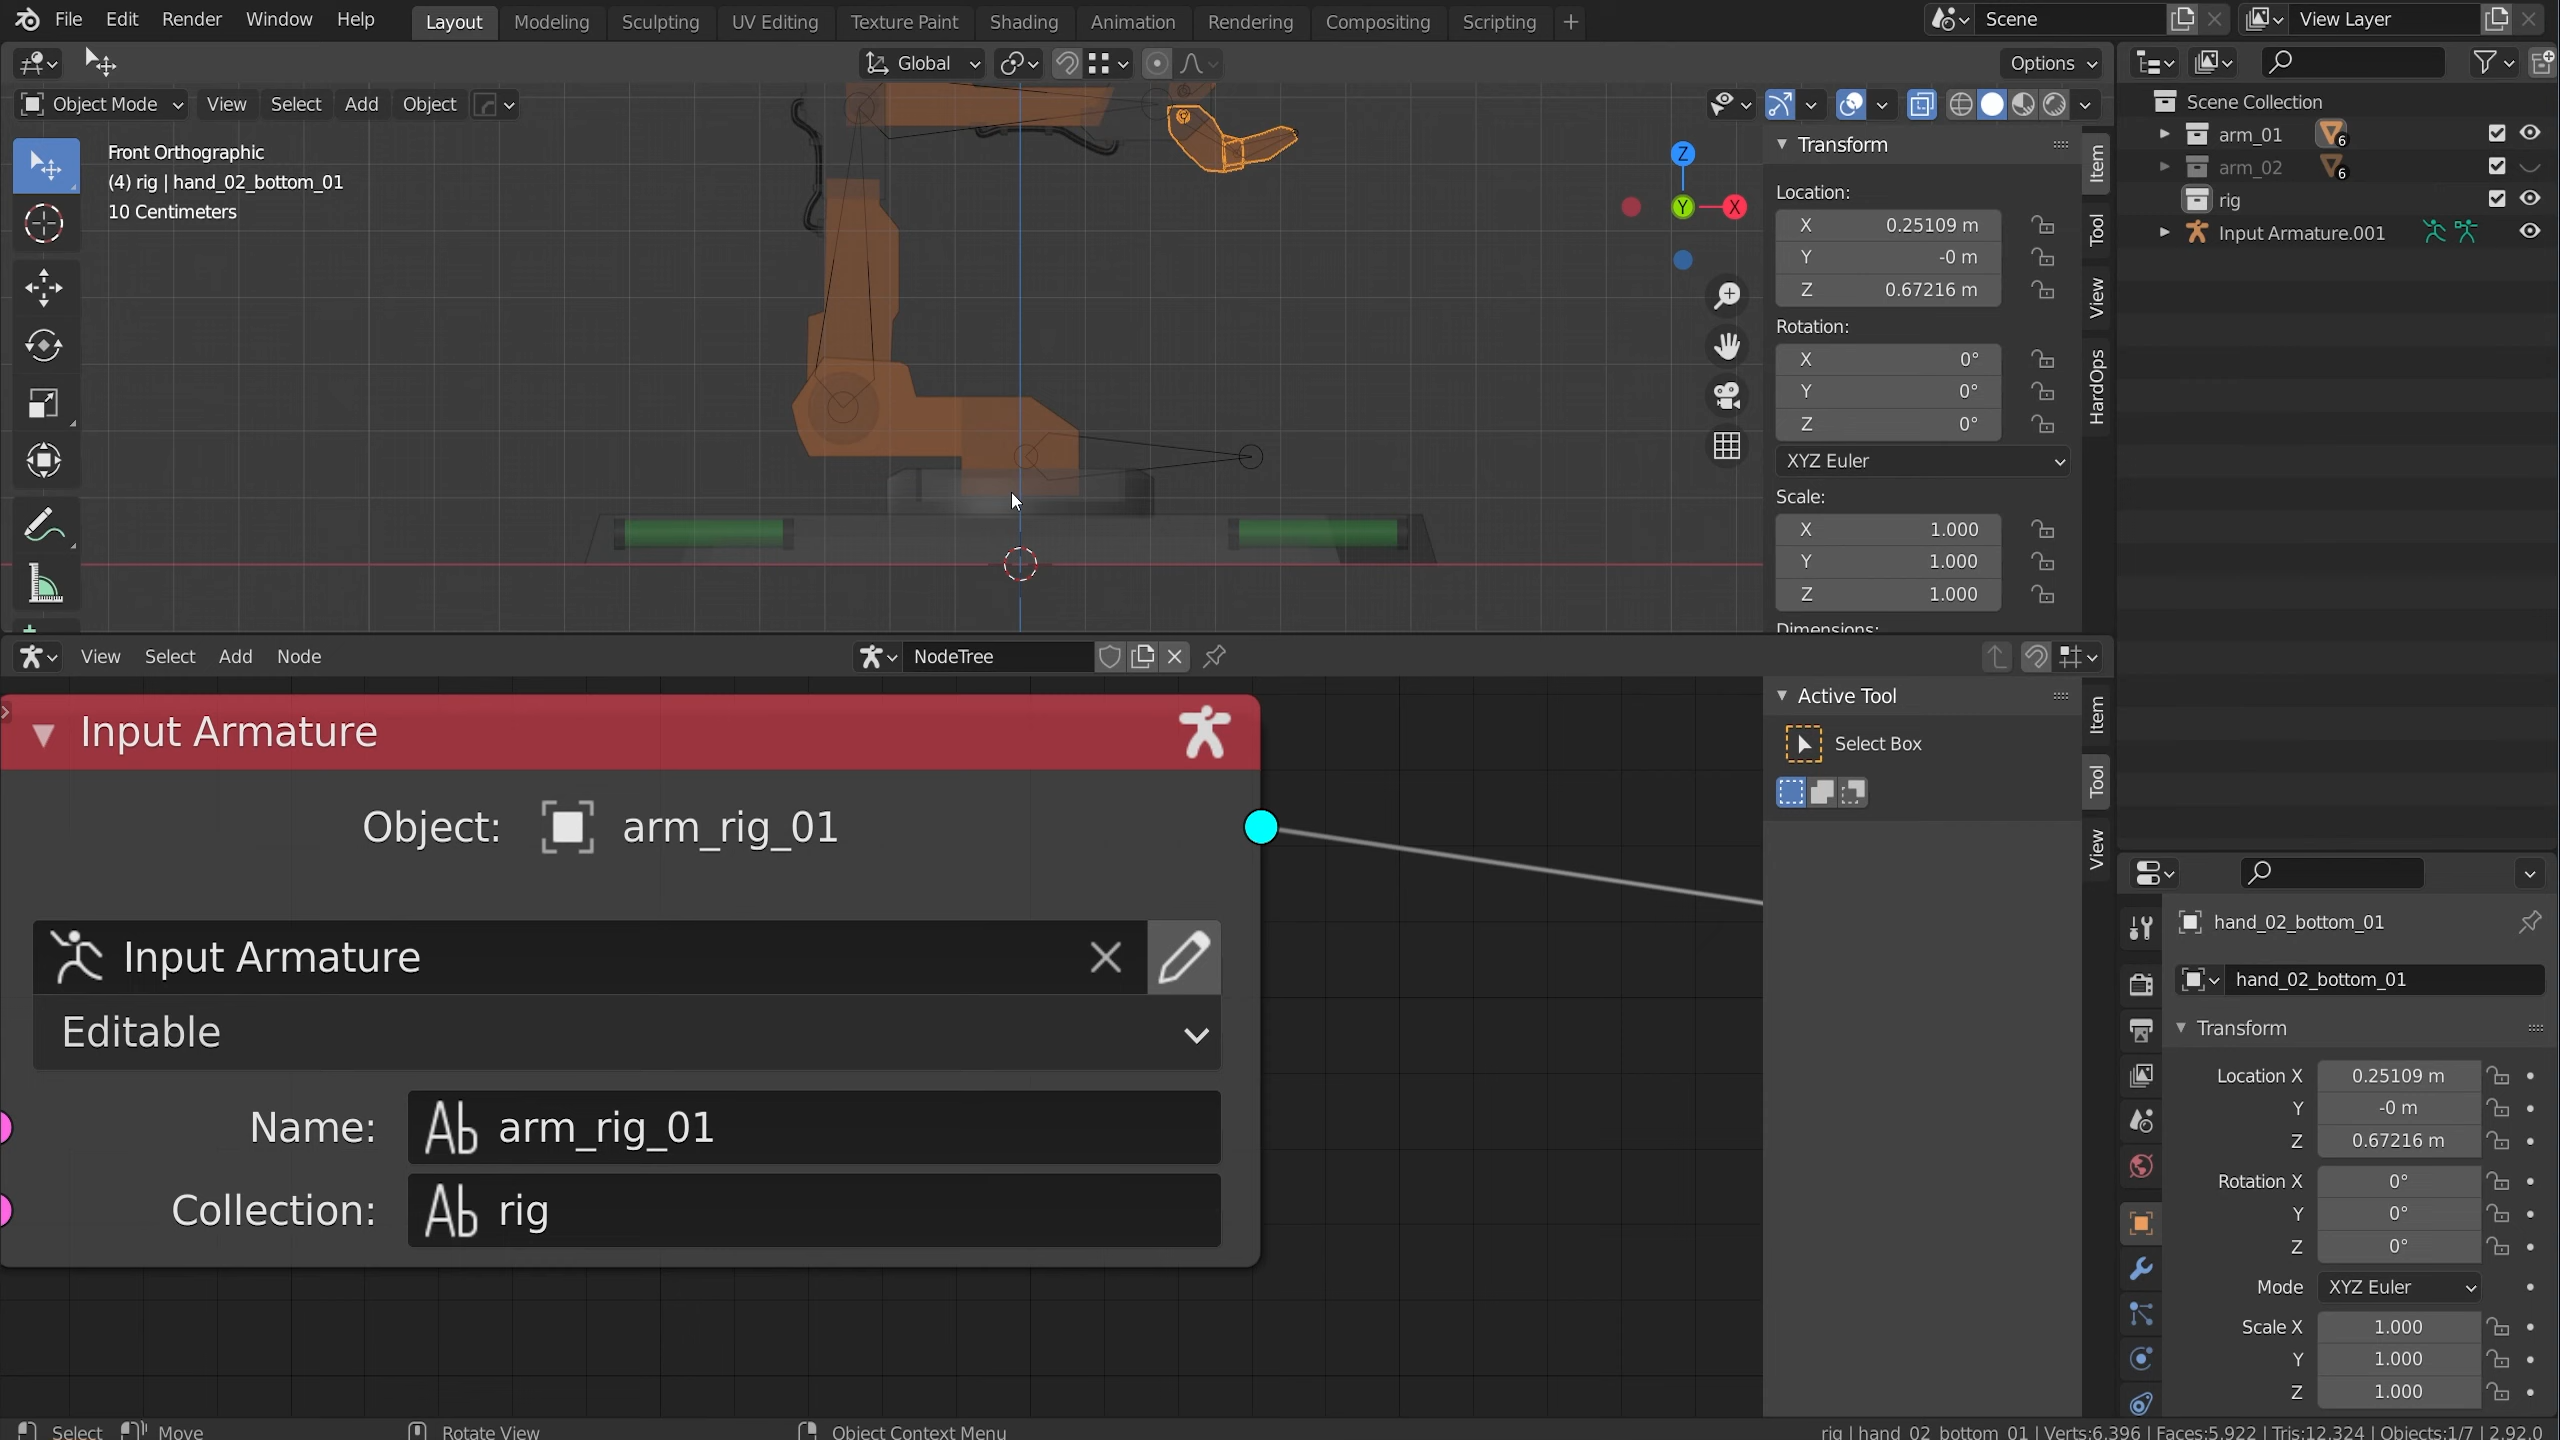 File Edit Render Window Help Layout Modeling Sculpting UV Editing Texture Paint Shading Animation Rendering Compositing Scripting + Scene View Layer
Global Options
Object Mode View Select Add Object
Front Orthographic
(4) rig | hand_02_bottom_01
10 Centimeters
Z
Y
X
Transform
Location:
X 0.25109 m
Y -0 m
Z 0.67216 m
Rotation:
X 0°
Y 0°
Z 0°
XYZ Euler
Scale:
X 1.000
Y 1.000
Z 1.000
Dimensions:
Item
Tool
View
HardOps
Scene Collection
arm_01 6
arm_02 6
rig
Input Armature.001
View Select Add Node NodeTree
Input Armature
Object: arm_rig_01
Input Armature
Editable
Name: Ab arm_rig_01
Collection: Ab rig
Active Tool
Select Box
Item
Tool
View
hand_02_bottom_01
hand_02_bottom_01
Transform
Location X 0.25109 m
Y -0 m
Z 0.67216 m
Rotation X 0°
Y 0°
Z 0°
Mode XYZ Euler
Scale X 1.000
Y 1.000
Z 1.000
Select Move Rotate View Object Context Menu rig | hand_02_bottom_01 | Verts:6,396 | Faces:5,922 | Tris:12,324 | Objects:1/7 | 2.92.0